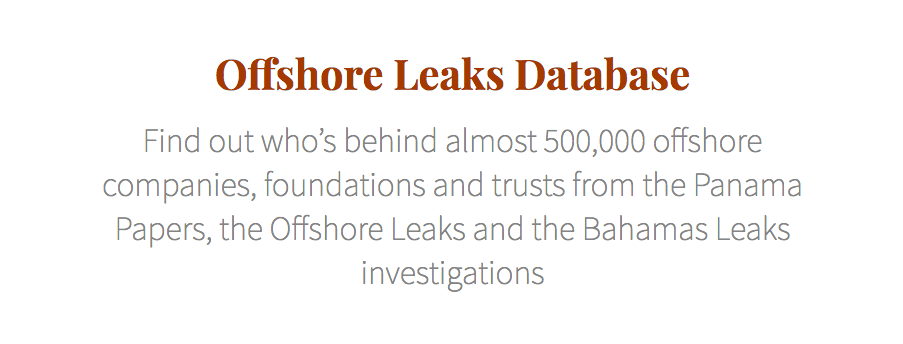 Offshore Leaks Database
Find out who’s behind almost 500,000 offshore
companies, foundations and trusts from the Panama
Papers, the Offshore Leaks and the Bahamas Leaks
investigations